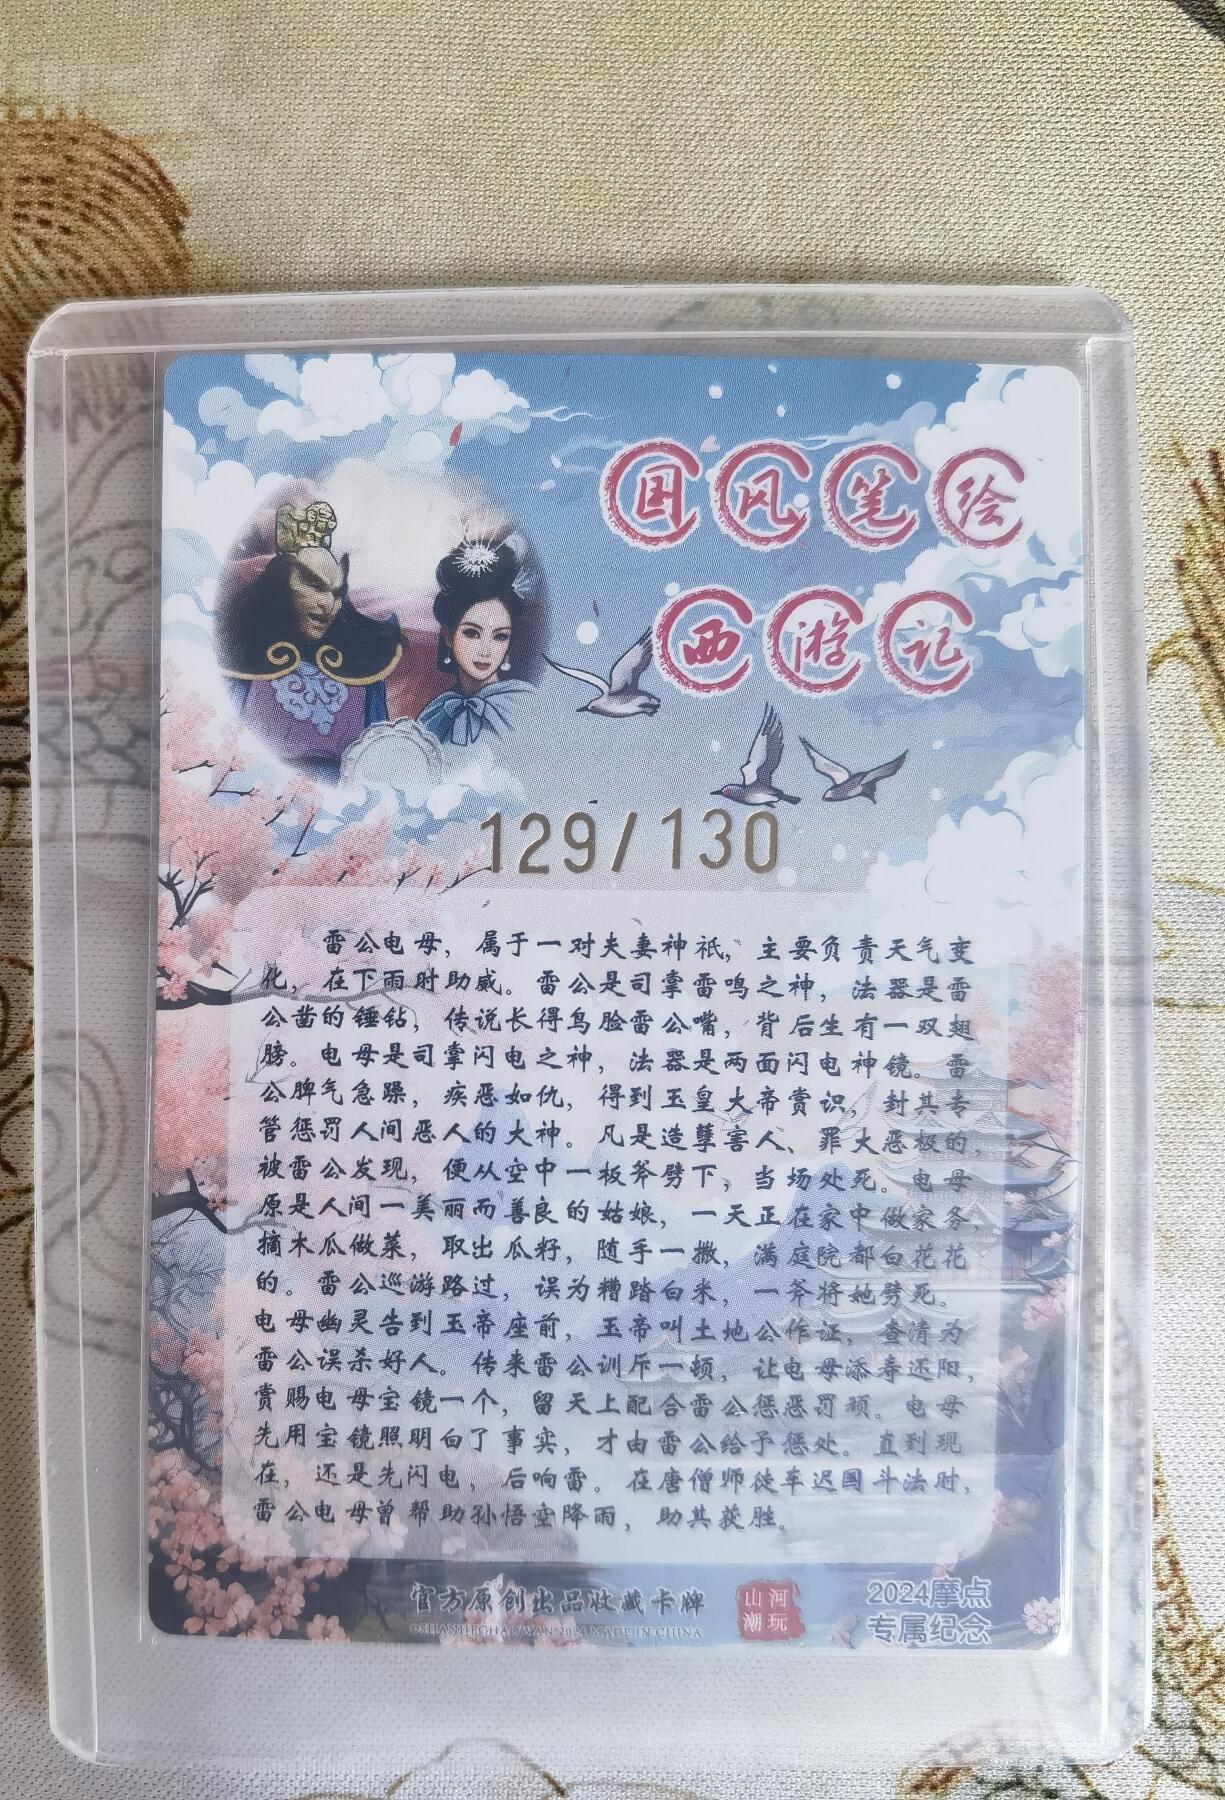 国风笔绘
西游记
129/130
雷公电母，属于一对夫妻神祇，主要负责天气变
化，在下雨时助威。雷公是司掌雷鸣之神，法器是雷
公凿的锤钻，传说长得鸟脸雷公嘴，背后生有一双翅
膀。电母是司掌闪电之神，法器是两面闪电神镜。雷
公脾气急躁，疾恶如仇，得到玉皇大帝赏识，封其专
管惩罚人间恶人的大神。凡是造孽害人、罪大恶极的，
被雷公发现，便从空中一板斧劈下，当场处死。电母
原是人间一美丽而善良的姑娘，一天正在家中做家务，
摘木瓜做菜，取出瓜籽，随手一撒，满庭院都白花花
的。雷公巡游路过，误为糟踏白米，一斧将她劈死。
电母幽灵告到玉帝座前，玉帝叫土地公作证，查清为
雷公误杀好人。传来雷公训斥一顿，让电母添寿还阳，
赏赐电母宝镜一个，留天上配合雷公惩恶罚顽。电母
先用宝镜照明白了事实，才由雷公给予惩处。直到现
在，还是先闪电，后响雷。在唐僧师徒车迟国斗法时，
雷公电母曾帮助孙悟空降雨，助其获胜。
官方原创出品收藏卡牌
©SHANHECHAOWAN2024 MADE IN CHINA
山河
潮玩
2024摩点
专属纪念